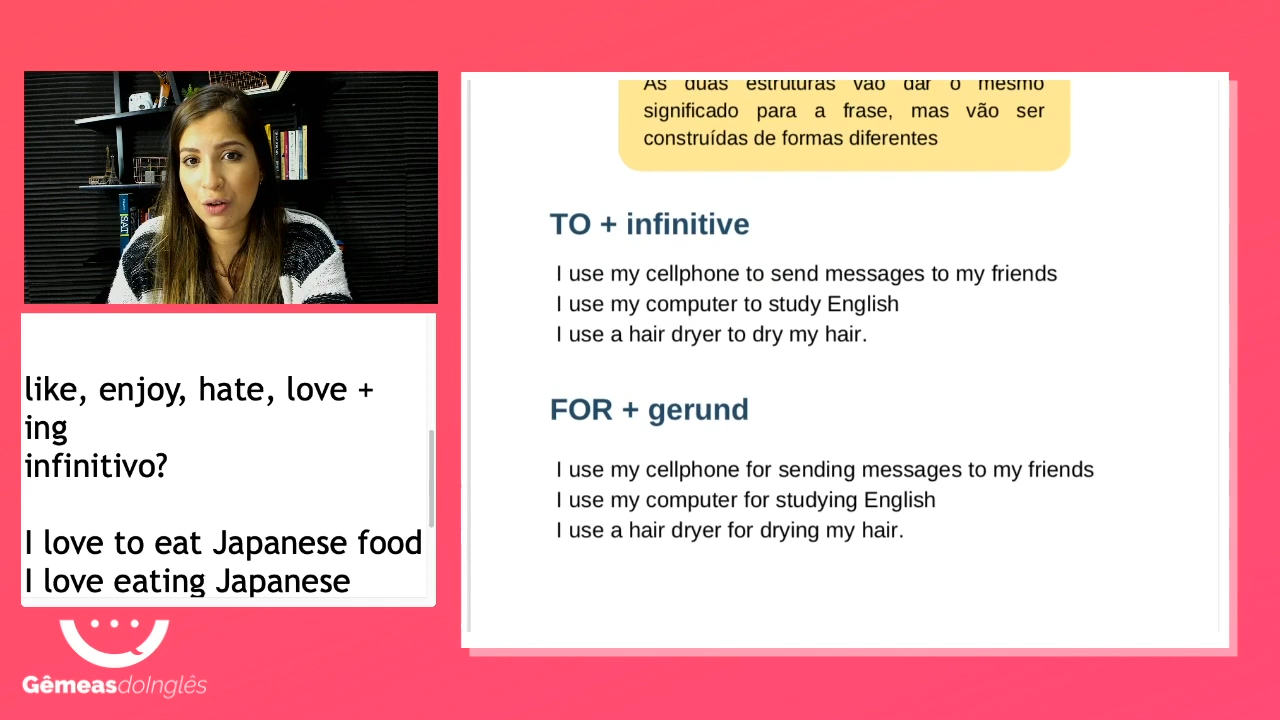 like, enjoy, hate, love +
ing
infinitivo?
I love to eat Japanese food
I love eating Japanese
GêmeasdoInglês
As duas estruturas vão dar o mesmo
significado para a frase, mas vão ser
construídas de formas diferentes
TO + infinitive
I use my cellphone to send messages to my friends
I use my computer to study English
I use a hair dryer to dry my hair.
FOR + gerund
I use my cellphone for sending messages to my friends
I use my computer for studying English
I use a hair dryer for drying my hair.